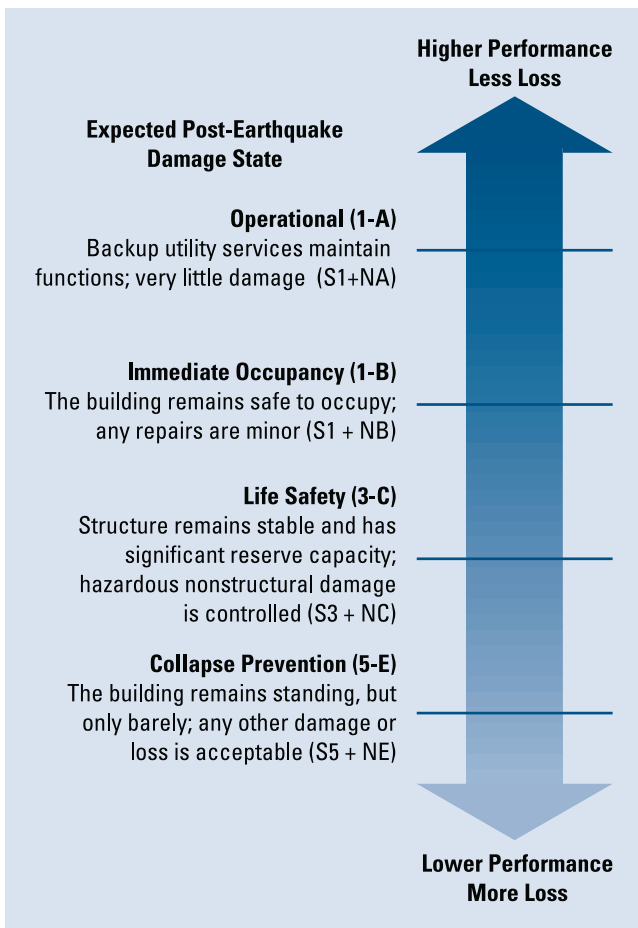 Higher Performance
Less Loss
Expected Post-Earthquake
Damage State
Operational (1-A)
Backup utility services maintain
functions; very little damage (S1+NA)
Immediate Occupancy (1-B)
The building remains safe to occupy;
any repairs are minor (S1 + NB)
Life Safety (3-C)
Structure remains stable and has
significant reserve capacity;
hazardous nonstructural damage
is controlled (S3 + NC)
Collapse Prevention (5-E)
The building remains standing, but
only barely; any other damage or
loss is acceptable (S5 + NE)
Lower Performance
More Loss